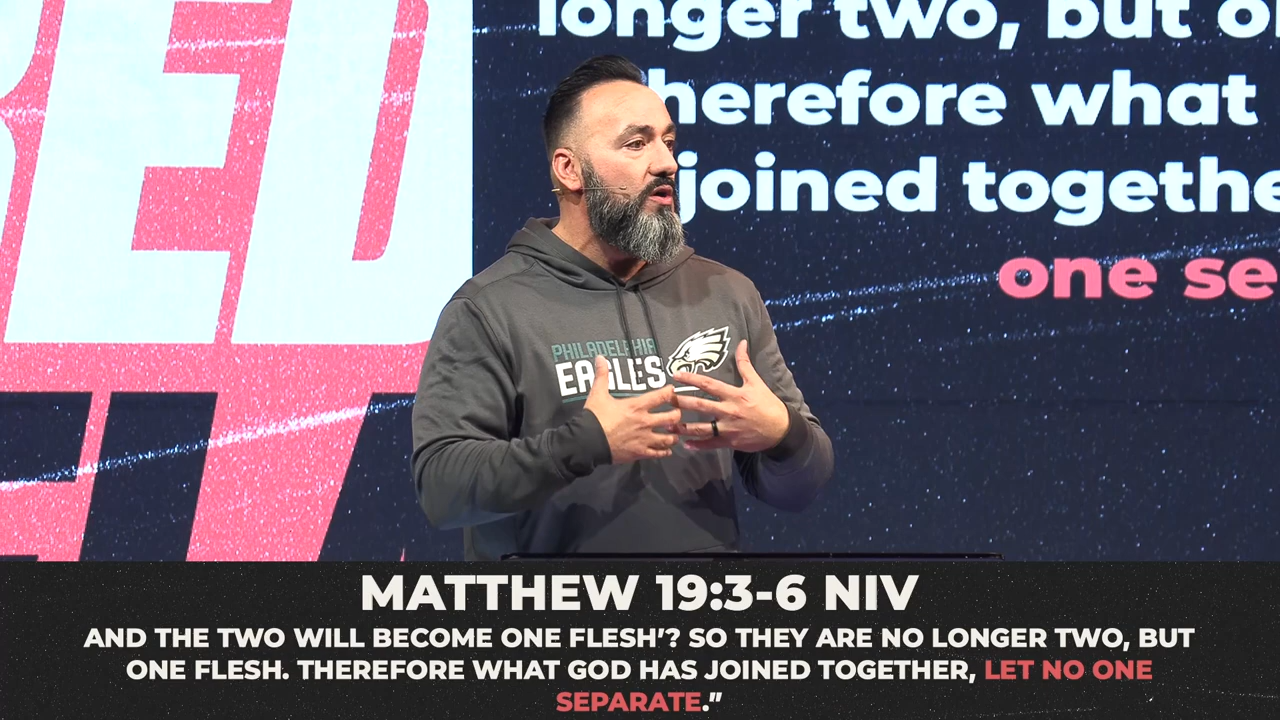 longer two, but o
herefore what
joined togethe
one se
PHILADELPHIA
EAGLES
MATTHEW 19:3-6 NIV
AND THE TWO WILL BECOME ONE FLESH’? SO THEY ARE NO LONGER TWO, BUT
ONE FLESH. THEREFORE WHAT GOD HAS JOINED TOGETHER, LET NO ONE
SEPARATE.”